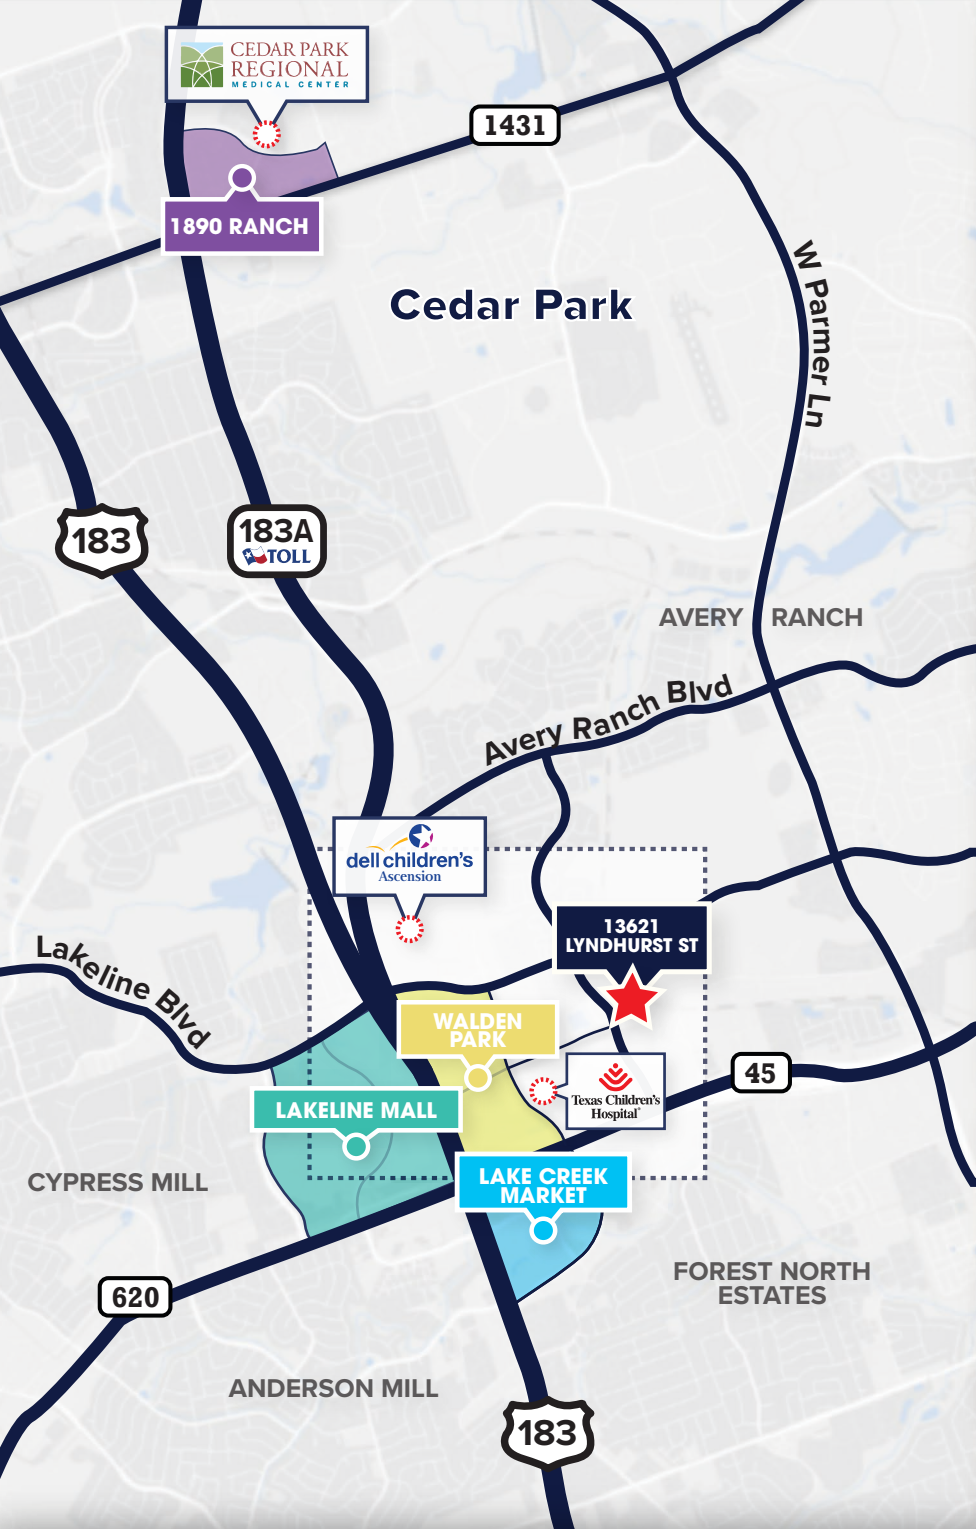 CEDAR PARK
REGIONAL
MEDICAL CENTER
1431
1890 RANCH
W Parmer Ln
Cedar Park
183
183A
TOLL
AVERY RANCH
Avery Ranch Blvd
dell children's
Ascension
13621
LYNDHURST ST
Lakeline Blvd
WALDEN
PARK
45
Texas Children's
Hospital®
LAKELINE MALL
CYPRESS MILL
LAKE CREEK
MARKET
FOREST NORTH
ESTATES
620
ANDERSON MILL
183